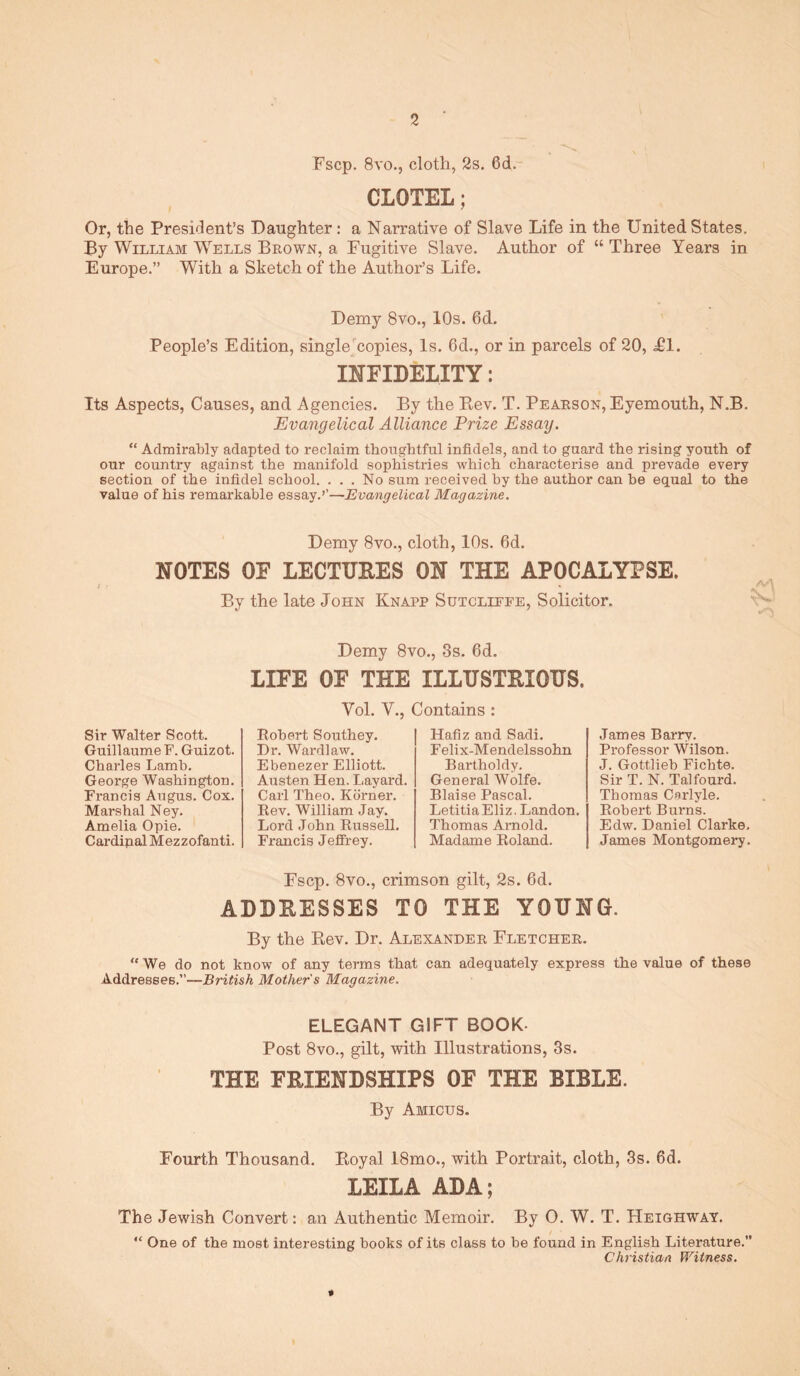 2
Fscp. 8vo., cloth, 2s. 6d.
CLOTEL;
Or, the President's Daughter: a Narrative of Slave Life in the United States.
By William Wells Brown, a Fugitive Slave. Author of “ Three Years in
Europe.” With a Sketch of the Author's Life.
Demy 8vo., 10s. 6d.
People's Edition, single copies, 1s. 6d., or in parcels of 20, £1.
INFIDELITY:
Its Aspects, Causes, and Agencies. By the Rev. T. Pearson, Eyemouth, N.B.
Evangelical Alliance Prize Essay.
“ Admirably adapted to reclaim thoughtful infidels, and to guard the rising youth of
our country against the manifold sophistries which characterise and prevade every
section of the infidel school. . . . No sum received by the author can be equal to the
value of his remarkable essay.”—Evangelical Magazine.
Demy 8vo., cloth, 10s. 6d.
NOTES OF LECTURES ON THE APOCALYPSE.
By the late John Knapp Sutcliffe, Solicitor.
Demy 8vo., 3s. 6d.
LIFE OF THE ILLUSTRIOUS.
Vol. V., Contains :
Sir Walter Scott.
Guillaume F. Guizot.
Charles Lamb.
George Washington.
Francis Augus. Cox.
Marshal Ney.
Amelia Opie.
Cardinal Mezzofanti.
Robert Southey.
Dr. Wardlaw.
Ebenezer Elliott.
Austen Hen. Layard.
Carl Theo. Körner.
Rev. William Jay.
Lord John Russell.
Francis Jeffrey.
Hafiz and Sadi.
Felix-Mendelssohn
Bartholdy.
General Wolfe.
Blaise Pascal.
Letitia Eliz. Landon.
Thomas Arnold.
Madame Roland.
James Barry.
Professor Wilson.
J. Gottlieb Fichte.
Sir T. N. Talfourd.
Thomas Carlyle.
Robert Burns.
Edw. Daniel Clarke.
James Montgomery.
Fscp. 8vo., crimson gilt, 2s. 6d.
ADDRESSES TO THE YOUNG.
By the Rev. Dr. Alexander Fletcher.
“ We do not know of any terms that can adequately express the value of these
Addresses.”—British Mother's Magazine.
ELEGANT GIFT BOOK.
Post 8vo., gilt, with Illustrations, 3s.
THE FRIENDSHIPS OF THE BIBLE.
By Amicus.
Fourth Thousand. Royal 18mo., with Portrait, cloth, 3s. 6d.
LEILA ADA;
The Jewish Convert: an Authentic Memoir. By O. W. T. Heighway.
“ One of the most interesting books of its class to be found in English Literature.”
Christian Witness.